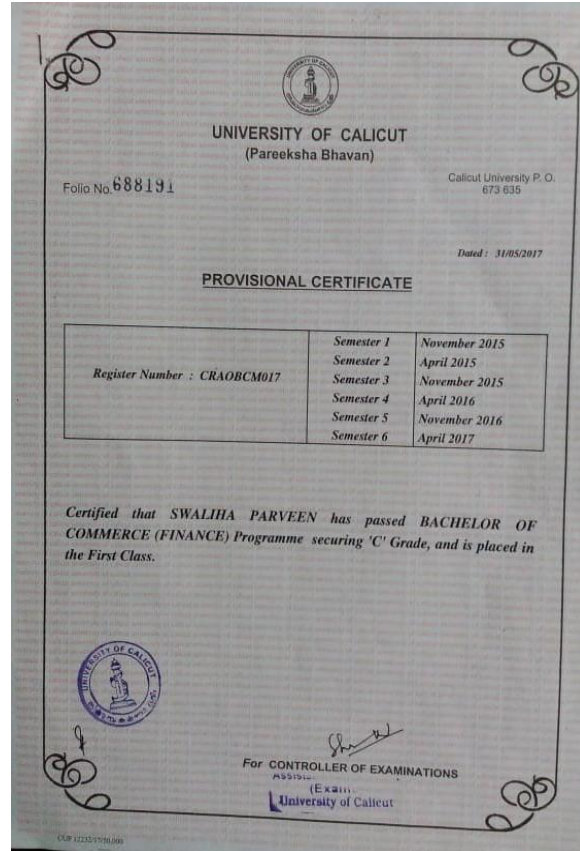 UNIVERSITY OF CALICUT
(Pareeksha Bhavan)
Folio No. 688191
Calicut University P. O.
673 635
Dated : 31/05/2017
PROVISIONAL CERTIFICATE
Register Number : CRAOBCM017
Semester 1 November 2015
Semester 2 April 2015
Semester 3 November 2015
Semester 4 April 2016
Semester 5 November 2016
Semester 6 April 2017
Certified that SWALIHA PARVEEN has passed BACHELOR OF
COMMERCE (FINANCE) Programme securing 'C' Grade, and is placed in
the First Class.
UNIVERSITY OF CALICUT
For CONTROLLER OF EXAMINATIONS
University of Calicut